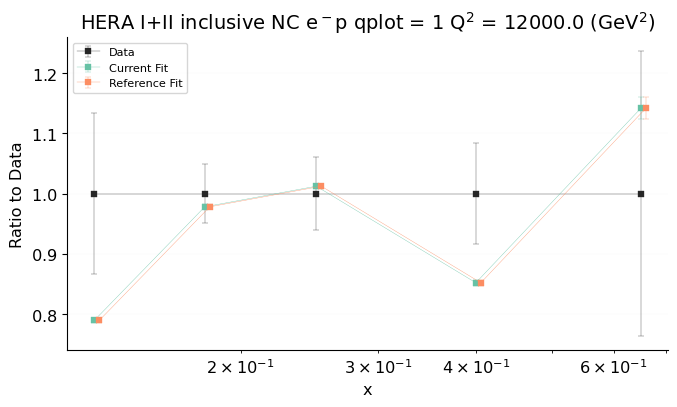 HERA I+II inclusive NC e⁻p qplot = 1 Q² = 12000.0 (GeV²)
Data
Current Fit
Reference Fit
Ratio to Data
1.2
1.1
1.0
0.9
0.8
2 × 10⁻¹
3 × 10⁻¹
4 × 10⁻¹
6 × 10⁻¹
x